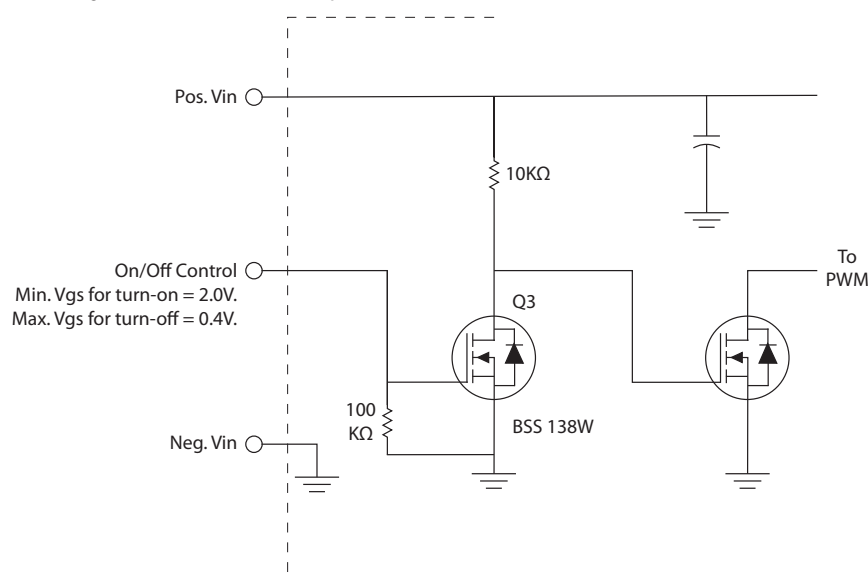 Pos. Vin
10KΩ
On/Off Control
Min. Vgs for turn-on = 2.0V.
Max. Vgs for turn-off = 0.4V.
To
PWM
Q3
100
KΩ
BSS 138W
Neg. Vin